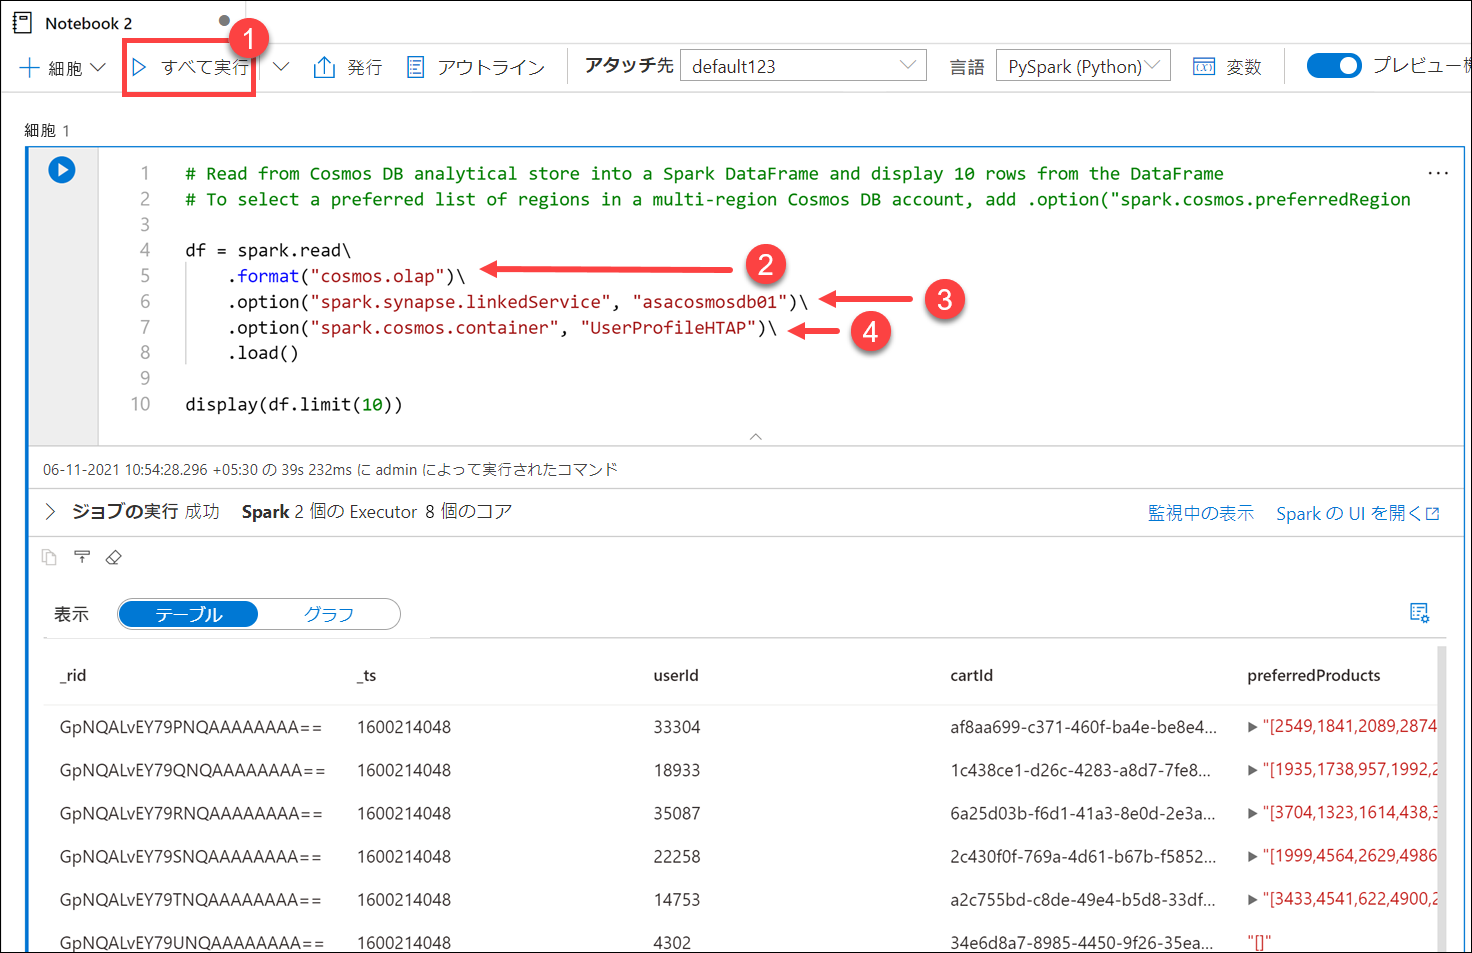 Notebook 2
1
細胞
すべて実行
発行
アウトライン
アタッチ先
default123
言語
PySpark (Python)
変数
プレビュー機
細胞 1
1 # Read from Cosmos DB analytical store into a Spark DataFrame and display 10 rows from the DataFrame
2 # To select a preferred list of regions in a multi-region Cosmos DB account, add .option("spark.cosmos.preferredRegion
3
4 df = spark.read\
5 .format("cosmos.olap")\
2
6 .option("spark.synapse.linkedService", "asacosmosdb01")\
3
7 .option("spark.cosmos.container", "UserProfileHTAP")\
4
8 .load()
9
10 display(df.limit(10))
06-11-2021 10:54:28.296 +05:30 の 39s 232ms に admin によって実行されたコマンド
ジョブの実行 成功 Spark 2 個の Executor 8 個のコア
監視中の表示 Spark の UI を開く
表示 テーブル グラフ
_rid _ts userId cartId preferredProducts
GpNQALvEY79PNQAAAAAAAA== 1600214048 33304 af8aa699-c371-460f-ba4e-be8e4... "[2549,1841,2089,2874
GpNQALvEY79QNQAAAAAAAA== 1600214048 18933 1c438ce1-d26c-4283-a8d7-7fe8... "[1935,1738,957,1992,2
GpNQALvEY79RNQAAAAAAAA== 1600214048 35087 6a25d03b-f6d1-41a3-8e0d-2e3a... "[3704,1323,1614,438,3
GpNQALvEY79SNQAAAAAAAA== 1600214048 22258 2c430f0f-769a-4d61-b67b-f5852... "[1999,4564,2629,4986
GpNQALvEY79TNQAAAAAAAA== 1600214048 14753 a2c755bd-c8de-49e4-b5d8-33df... "[3433,4541,622,4900,2
GpNQALvEY79UNQAAAAAAAA== 1600214048 4302 34e6d8a7-8985-4450-9f26-35ea... "[]"